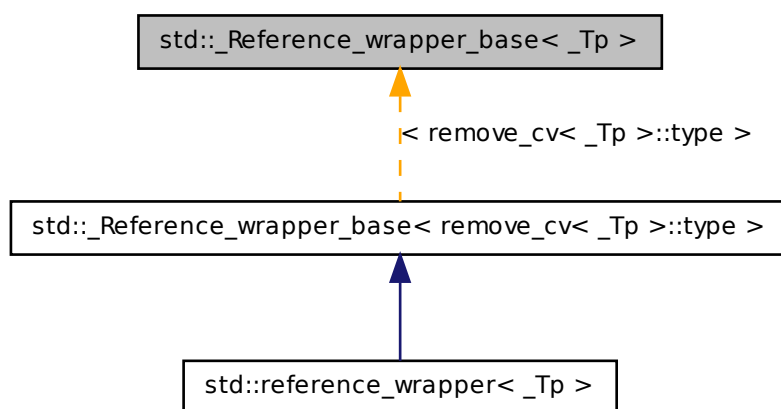 std::_Reference_wrapper_base< _Tp >
< remove_cv< _Tp >::type >
std::_Reference_wrapper_base< remove_cv< _Tp >::type >
std::reference_wrapper< _Tp >